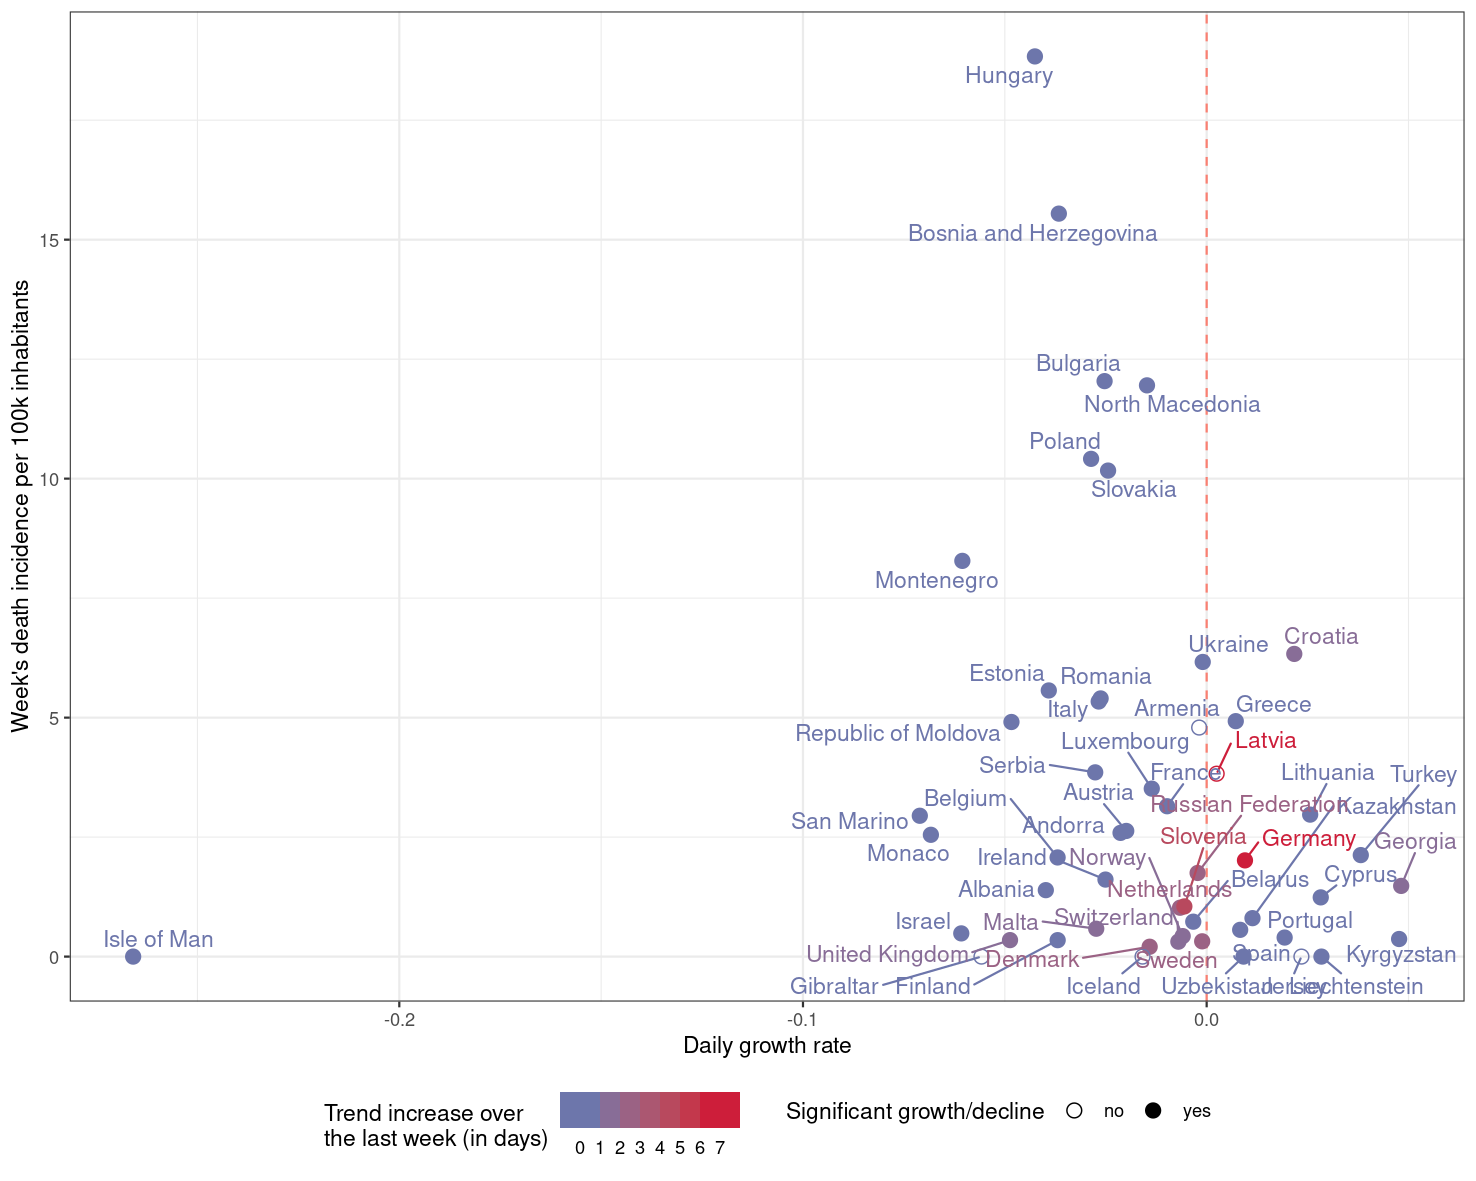 Hungary
Bosnia and Herzegovina
15
Bulgaria
North Macedonia
Poland
10
Slovakia
Montenegro
Croatia
Ukraine
Estonia
Romania
Greece
Italy
Armenia
5
Republic of Moldova
Luxembourg
Latvia
Serbia
France
Lithuania
Turkey
Belgium
Austria
Russian Federation
Kazakhstan
San Marino
Andorra
Slovenia
Germany
Georgia
Monaco
Ireland
Norway
Albania
Netherlands
Belarus
Cyprus
Israel
Malta
Switzerland
Portugal
Isle of Man
0
United Kingdom
Denmark
Sweden
Spain
Kyrgyzstan
Gibraltar
Finland
Iceland
Uzbekistan
Jersey
Liechtenstein
Week's death incidence per 100k inhabitants
-0.2
-0.1
0.0
Daily growth rate
Trend increase over
the last week (in days)
0 1 2 3 4 5 6 7
Significant growth/decline
no
yes